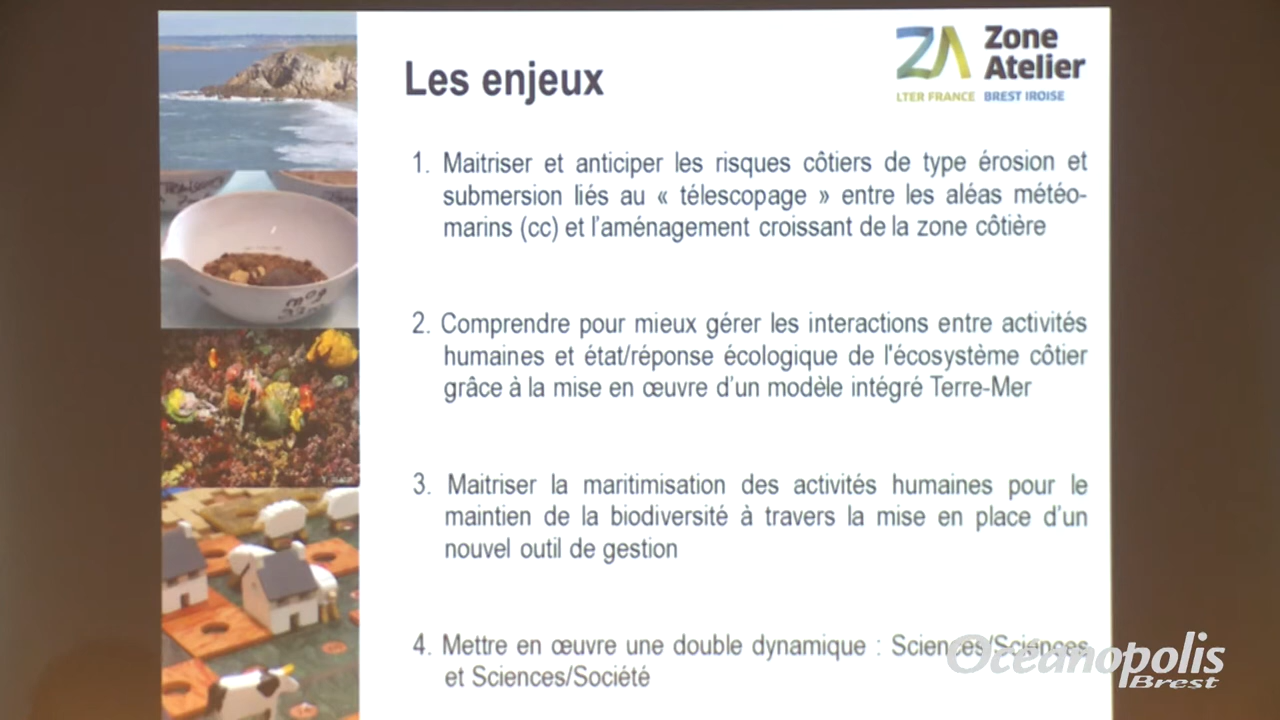 Les enjeux
ZA Zone
Atelier
LTER FRANCE BREST IROISE
1. Maitriser et anticiper les risques côtiers de type érosion et
submersion liés au « télescopage » entre les aléas météo-
marins (cc) et l'aménagement croissant de la zone côtière
2. Comprendre pour mieux gérer les interactions entre activités
humaines et état/réponse écologique de l'écosystème côtier
grâce à la mise en œuvre d'un modèle intégré Terre-Mer
3. Maitriser la maritimisation des activités humaines pour le
maintien de la biodiversité à travers la mise en place d'un
nouvel outil de gestion
4. Mettre en œuvre une double dynamique : Sciences/Sciences
et Sciences/Société
Océanopolis
Brest